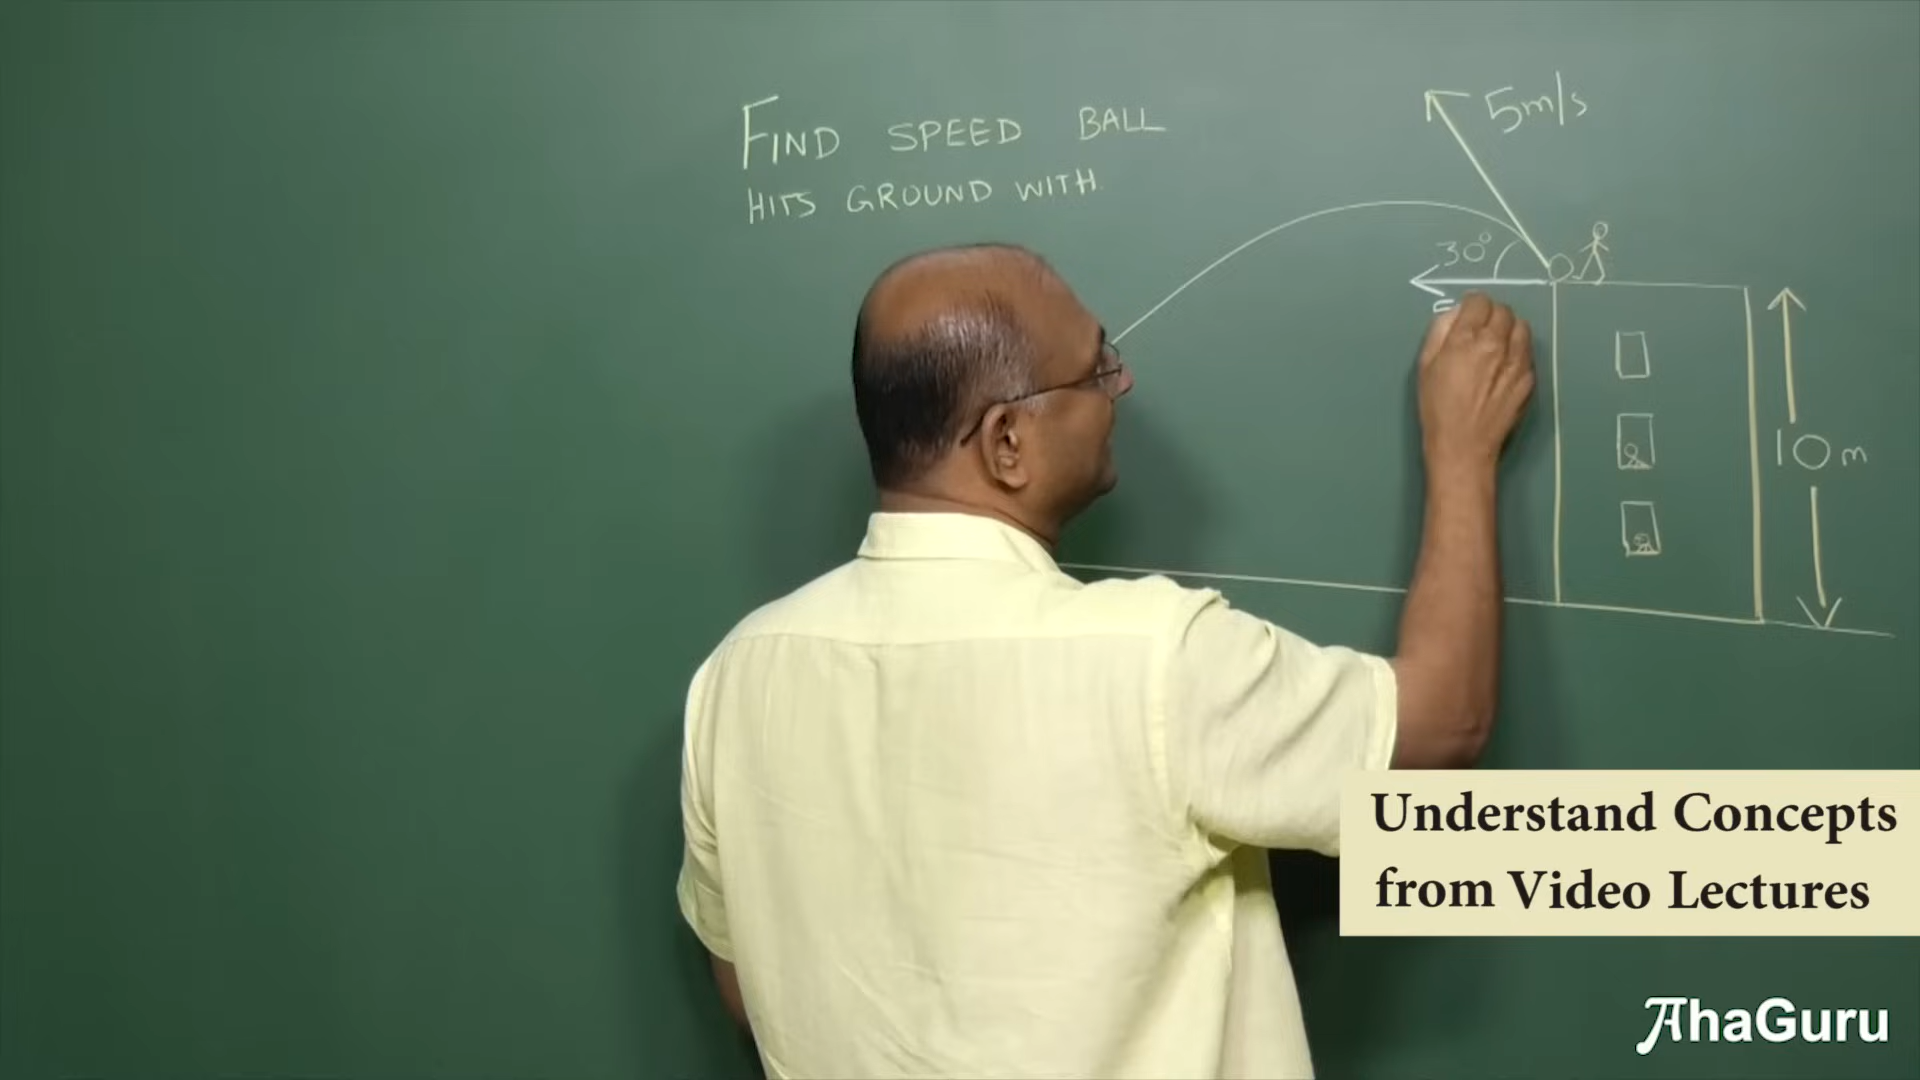 FIND SPEED BALL
HITS GROUND WITH.
5m/s
30°
10m
Understand Concepts
from Video Lectures
AhaGuru